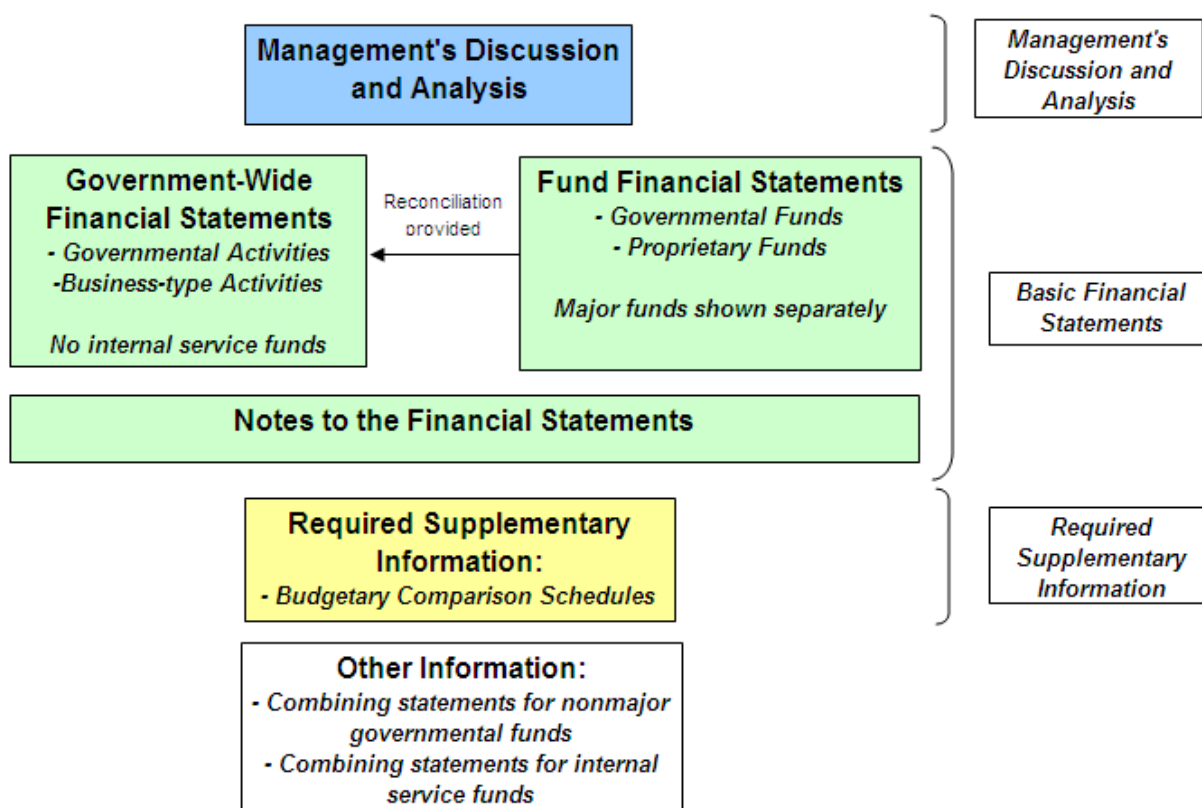 Management's Discussion
and Analysis
Management's
Discussion and
Analysis
Government-Wide
Financial Statements
- Governmental Activities
-Business-type Activities
No internal service funds
Reconciliation
provided
Fund Financial Statements
- Governmental Funds
- Proprietary Funds
Major funds shown separately
Basic Financial
Statements
Notes to the Financial Statements
Required Supplementary
Information:
- Budgetary Comparison Schedules
Required
Supplementary
Information
Other Information:
- Combining statements for nonmajor
governmental funds
- Combining statements for internal
service funds